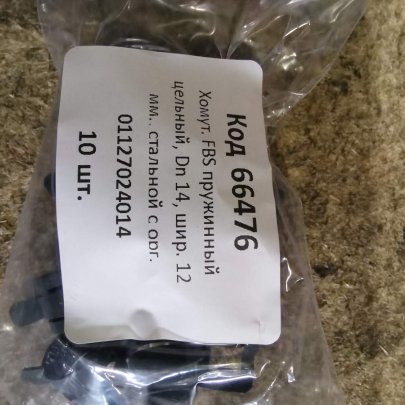 Код 66476
Хомут. FBS пружинный
цельный, Dn 14, шир. 12
мм.. стальной с орг.
01127024014
10 шт.